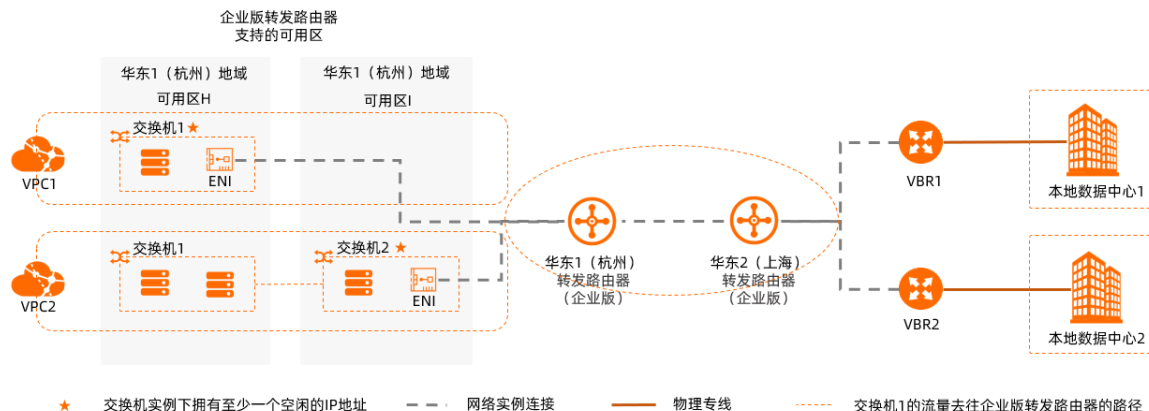 企业版转发路由器
支持的可用区
华东1（杭州）地域
可用区H
华东1（杭州）地域
可用区I
交换机1
ENI
VPC1
交换机1
交换机2
ENI
VPC2
华东1（杭州）
转发路由器
（企业版）
华东2（上海）
转发路由器
（企业版）
VBR1
本地数据中心1
VBR2
本地数据中心2
交换机实例下拥有至少一个空闲的IP地址
网络实例连接
物理专线
交换机1的流量去往企业版转发路由器的路径